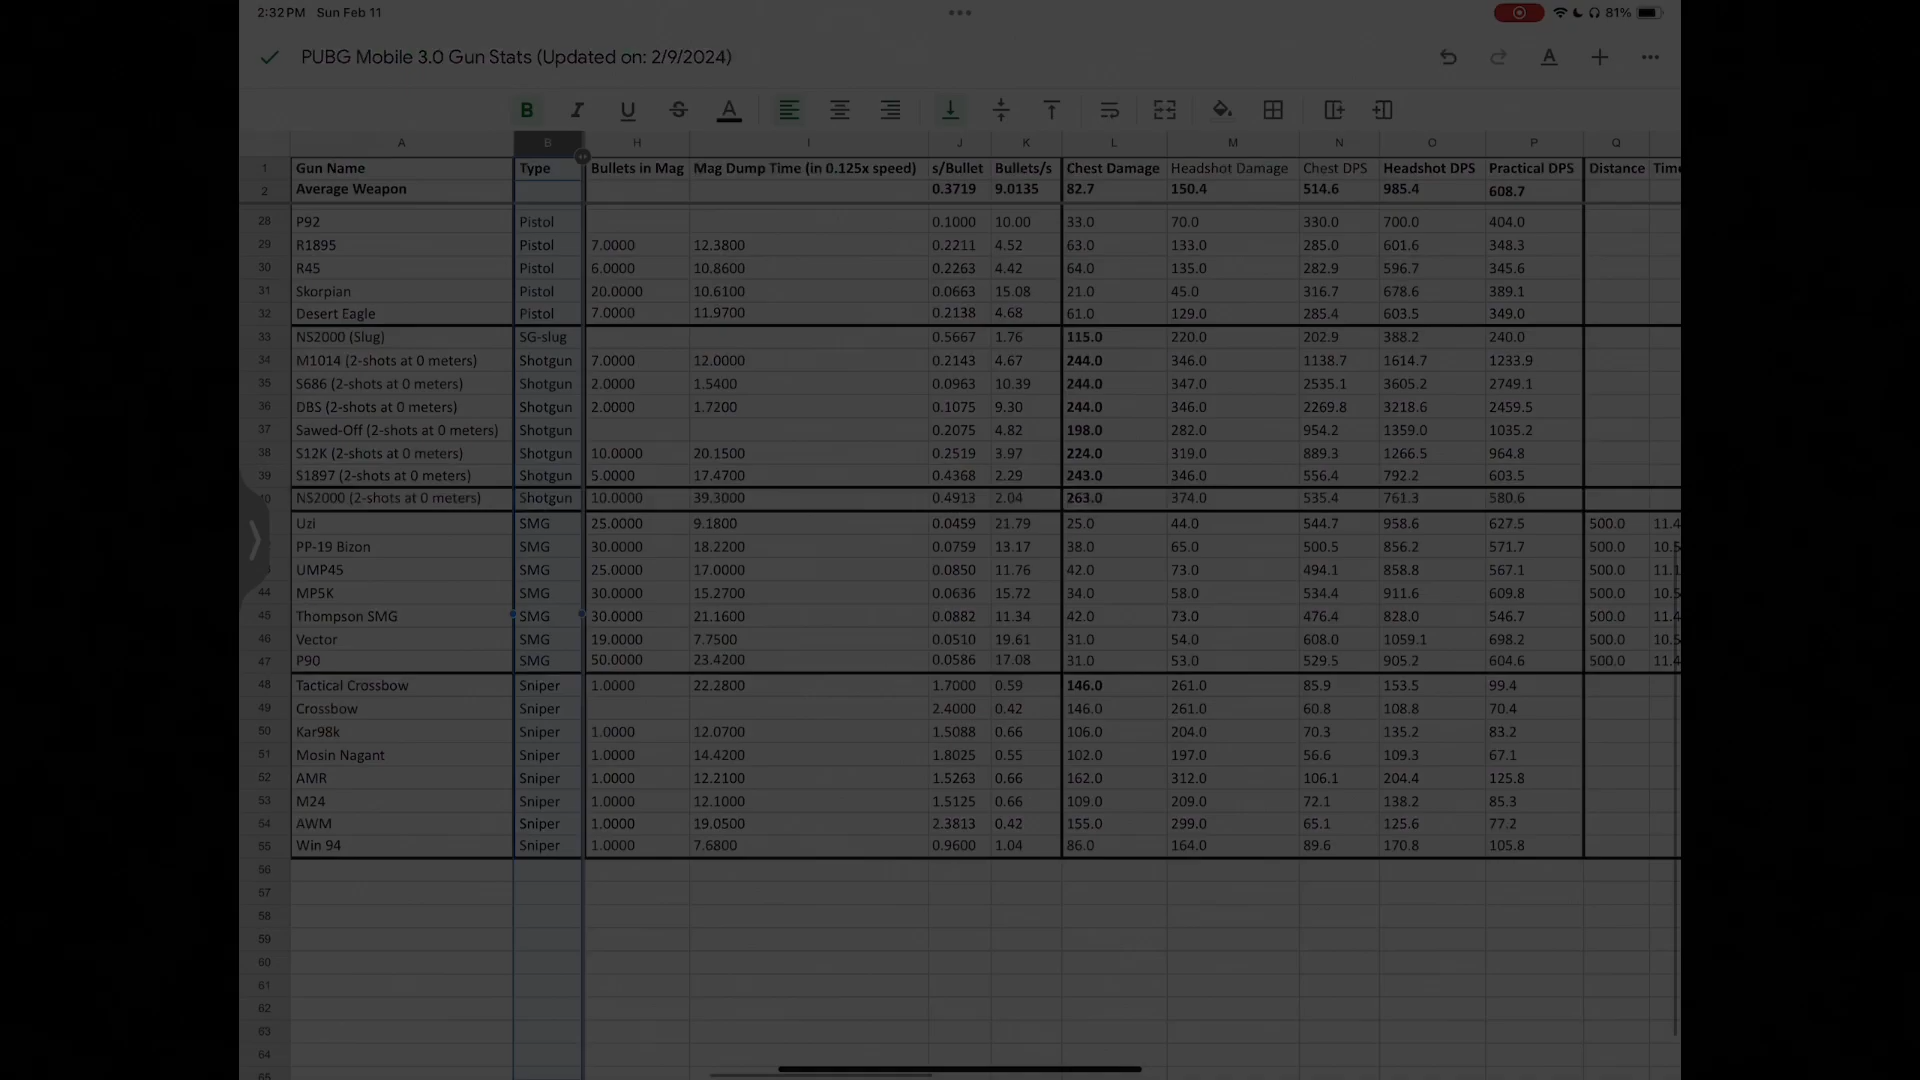 2:32 PM Sun Feb 11 81%
PUBG Mobile 3.0 Gun Stats (Updated on: 2/9/2024)
B I U S A
A B H I J K L M N O P Q
1 Gun Name Type Bullets in Mag Mag Dump Time (in 0.125x speed) s/Bullet Bullets/s Chest Damage Headshot Damage Chest DPS Headshot DPS Practical DPS Distance Time
2 Average Weapon 0.3719 9.0135 82.7 150.4 514.6 985.4 608.7
28 P92 Pistol 0.1000 10.00 33.0 70.0 330.0 700.0 404.0
29 R1895 Pistol 7.0000 12.3800 0.2211 4.52 63.0 133.0 285.0 601.6 348.3
30 R45 Pistol 6.0000 10.8600 0.2263 4.42 64.0 135.0 282.9 596.7 345.6
31 Skorpian Pistol 20.0000 10.6100 0.0663 15.08 21.0 45.0 316.7 678.6 389.1
32 Desert Eagle Pistol 7.0000 11.9700 0.2138 4.68 61.0 129.0 285.4 603.5 349.0
33 NS2000 (Slug) SG-slug 0.5667 1.76 115.0 220.0 202.9 388.2 240.0
34 M1014 (2-shots at 0 meters) Shotgun 7.0000 12.0000 0.2143 4.67 244.0 346.0 1138.7 1614.7 1233.9
35 S686 (2-shots at 0 meters) Shotgun 2.0000 1.5400 0.0963 10.39 244.0 347.0 2535.1 3605.2 2749.1
36 DBS (2-shots at 0 meters) Shotgun 2.0000 1.7200 0.1075 9.30 244.0 346.0 2269.8 3218.6 2459.5
37 Sawed-Off (2-shots at 0 meters) Shotgun 0.2075 4.82 198.0 282.0 954.2 1359.0 1035.2
38 S12K (2-shots at 0 meters) Shotgun 10.0000 20.1500 0.2519 3.97 224.0 319.0 889.3 1266.5 964.8
39 S1897 (2-shots at 0 meters) Shotgun 5.0000 17.4700 0.4368 2.29 243.0 346.0 556.4 792.2 603.5
40 NS2000 (2-shots at 0 meters) Shotgun 10.0000 39.3000 0.4913 2.04 263.0 374.0 535.4 761.3 580.6
Uzi SMG 25.0000 9.1800 0.0459 21.79 25.0 44.0 544.7 958.6 627.5 500.0 11.4
PP-19 Bizon SMG 30.0000 18.2200 0.0759 13.17 38.0 65.0 500.5 856.2 571.7 500.0 10.5
UMP45 SMG 25.0000 17.0000 0.0850 11.76 42.0 73.0 494.1 858.8 567.1 500.0 11.1
44 MP5K SMG 30.0000 15.2700 0.0636 15.72 34.0 58.0 534.4 911.6 609.8 500.0 10.5
45 Thompson SMG SMG 30.0000 21.1600 0.0882 11.34 42.0 73.0 476.4 828.0 546.7 500.0 11.4
46 Vector SMG 19.0000 7.7500 0.0510 19.61 31.0 54.0 608.0 1059.1 698.2 500.0 10.5
47 P90 SMG 50.0000 23.4200 0.0586 17.08 31.0 53.0 529.5 905.2 604.6 500.0 11.4
48 Tactical Crossbow Sniper 1.0000 22.2800 1.7000 0.59 146.0 261.0 85.9 153.5 99.4
49 Crossbow Sniper 2.4000 0.42 146.0 261.0 60.8 108.8 70.4
50 Kar98k Sniper 1.0000 12.0700 1.5088 0.66 106.0 204.0 70.3 135.2 83.2
51 Mosin Nagant Sniper 1.0000 14.4200 1.8025 0.55 102.0 197.0 56.6 109.3 67.1
52 AMR Sniper 1.0000 12.2100 1.5263 0.66 162.0 312.0 106.1 204.4 125.8
53 M24 Sniper 1.0000 12.1000 1.5125 0.66 109.0 209.0 72.1 138.2 85.3
54 AWM Sniper 1.0000 19.0500 2.3813 0.42 155.0 299.0 65.1 125.6 77.2
55 Win 94 Sniper 1.0000 7.6800 0.9600 1.04 86.0 164.0 89.6 170.8 105.8
56
57
58
59
60
61
62
63
64
65